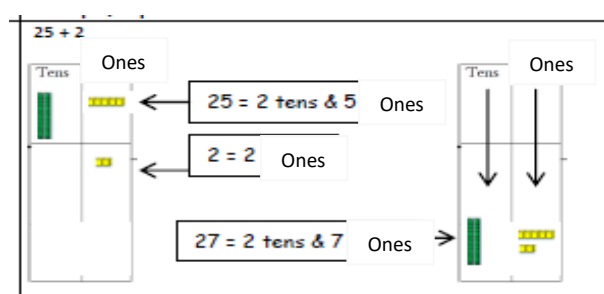 25 + 2
Tens Ones
25 = 2 tens & 5 Ones
2 = 2 Ones
27 = 2 tens & 7 Ones
Tens Ones